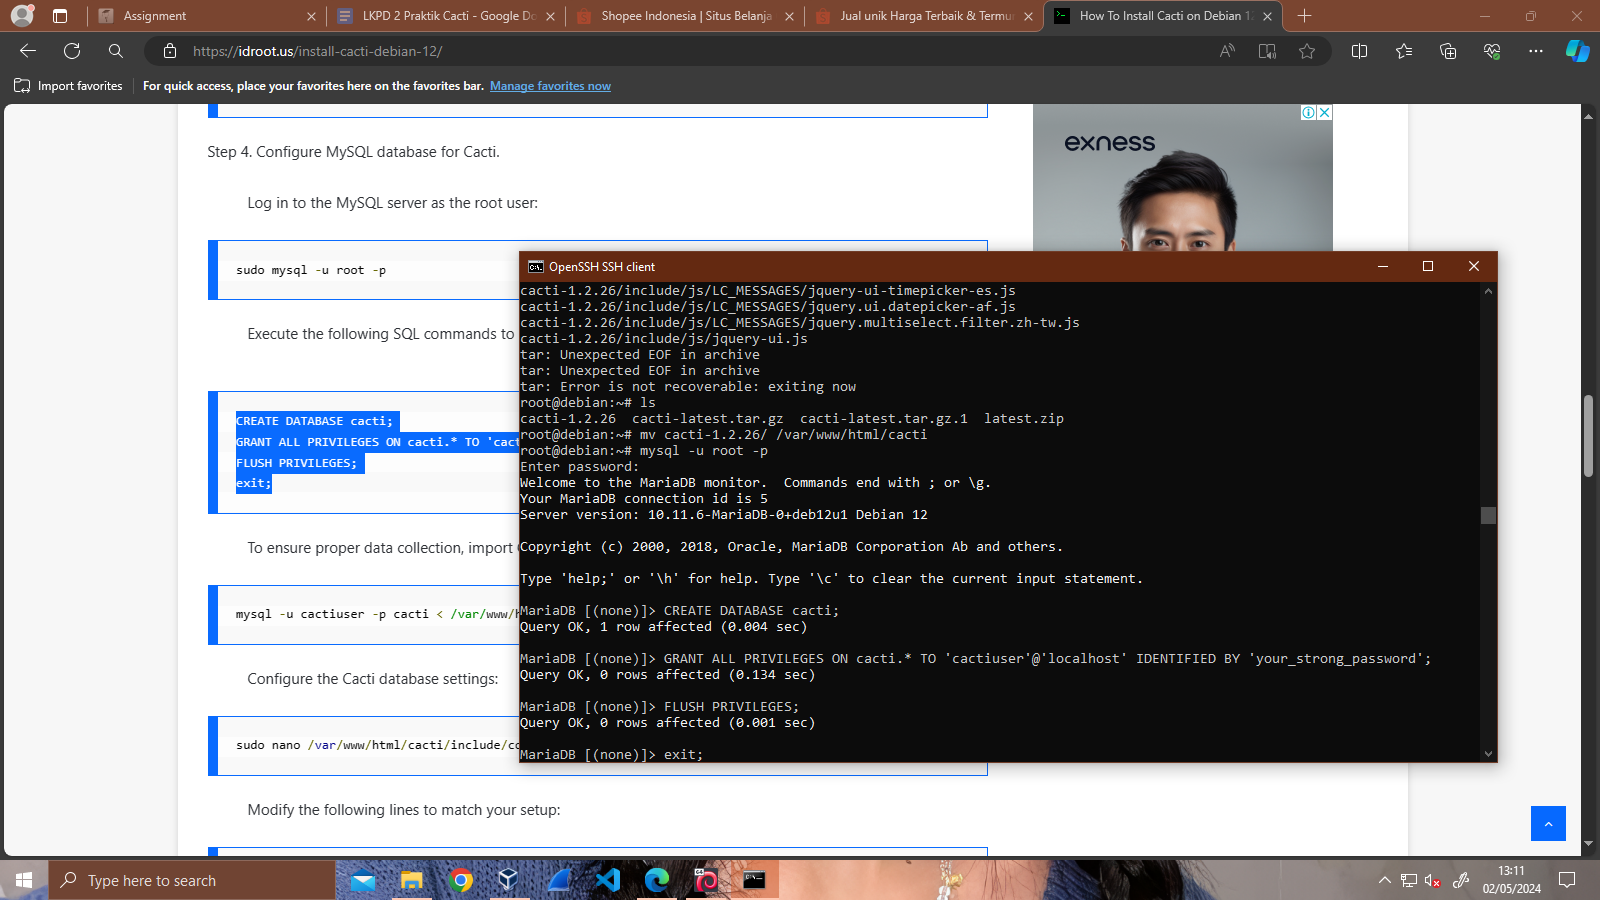 Assignment
LKPD 2 Praktik Cacti - Google Do
Shopee Indonesia | Situs Belanja
Jual unik Harga Terbaik & Termur
How To Install Cacti on Debian 12
https://idroot.us/install-cacti-debian-12/
Import favorites
For quick access, place your favorites here on the favorites bar. Manage favorites now
Step 4. Configure MySQL database for Cacti.
exness
Log in to the MySQL server as the root user:
sudo mysql -u root -p
Execute the following SQL commands to
CREATE DATABASE cacti;
GRANT ALL PRIVILEGES ON cacti.* TO 'cact
FLUSH PRIVILEGES;
exit;
To ensure proper data collection, import
mysql -u cactiuser -p cacti < /var/www/h
Configure the Cacti database settings:
sudo nano /var/www/html/cacti/include/co
Modify the following lines to match your setup:
OpenSSH SSH client
cacti-1.2.26/include/js/LC_MESSAGES/jquery-ui-timepicker-es.js
cacti-1.2.26/include/js/LC_MESSAGES/jquery.ui.datepicker-af.js
cacti-1.2.26/include/js/LC_MESSAGES/jquery.multiselect.filter.zh-tw.js
cacti-1.2.26/include/js/jquery-ui.js
tar: Unexpected EOF in archive
tar: Unexpected EOF in archive
tar: Error is not recoverable: exiting now
root@debian:~# ls
cacti-1.2.26  cacti-latest.tar.gz  cacti-latest.tar.gz.1  latest.zip
root@debian:~# mv cacti-1.2.26/ /var/www/html/cacti
root@debian:~# mysql -u root -p
Enter password:
Welcome to the MariaDB monitor.  Commands end with ; or \g.
Your MariaDB connection id is 5
Server version: 10.11.6-MariaDB-0+deb12u1 Debian 12
Copyright (c) 2000, 2018, Oracle, MariaDB Corporation Ab and others.
Type 'help;' or '\h' for help. Type '\c' to clear the current input statement.
MariaDB [(none)]> CREATE DATABASE cacti;
Query OK, 1 row affected (0.004 sec)
MariaDB [(none)]> GRANT ALL PRIVILEGES ON cacti.* TO 'cactiuser'@'localhost' IDENTIFIED BY 'your_strong_password';
Query OK, 0 rows affected (0.134 sec)
MariaDB [(none)]> FLUSH PRIVILEGES;
Query OK, 0 rows affected (0.001 sec)
MariaDB [(none)]> exit;
Type here to search
13:11
02/05/2024